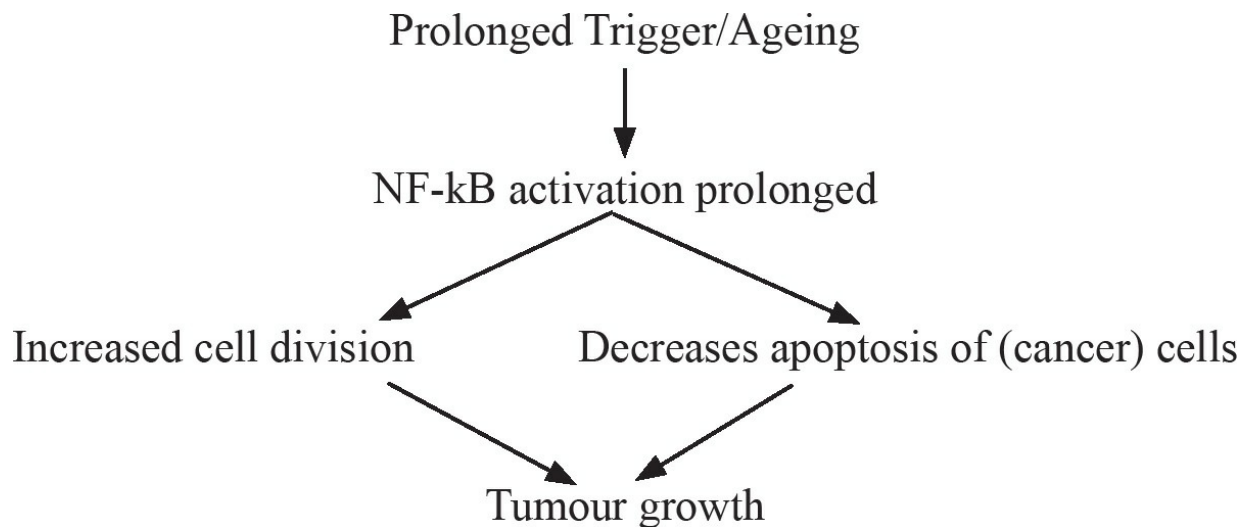 Prolonged Trigger/Ageing
NF-kB activation prolonged
Increased cell division
Decreases apoptosis of (cancer) cells
Tumour growth